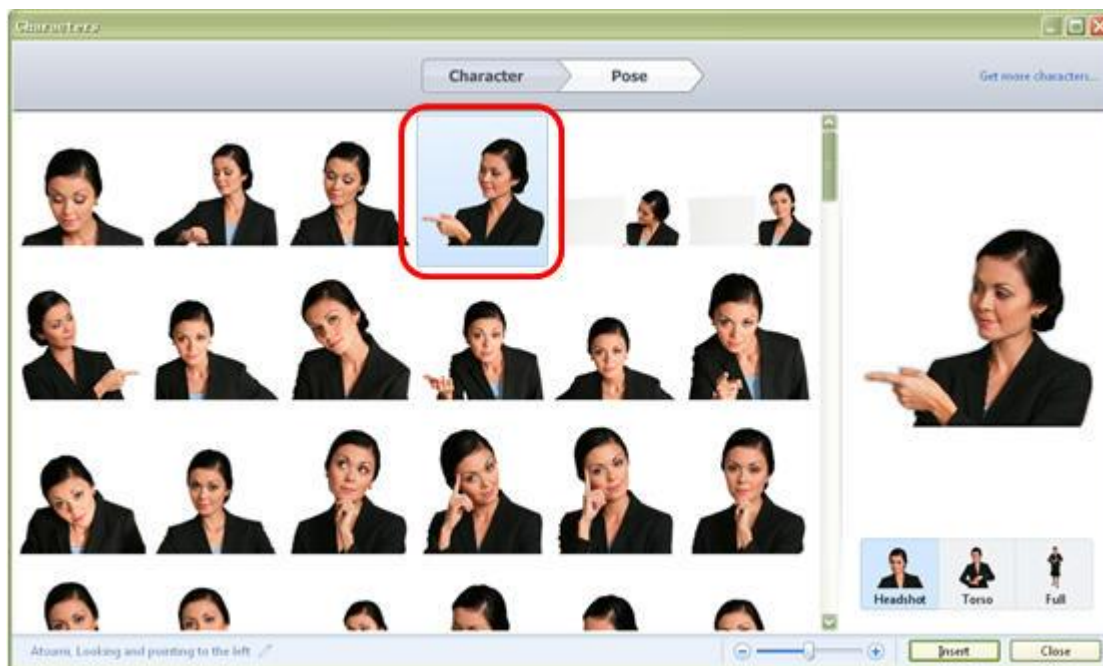 Characters
Character
Pose
Get more characters...
Headshot
Torso
Full
Atsumi, Looking and pointing to the left
Insert
Close